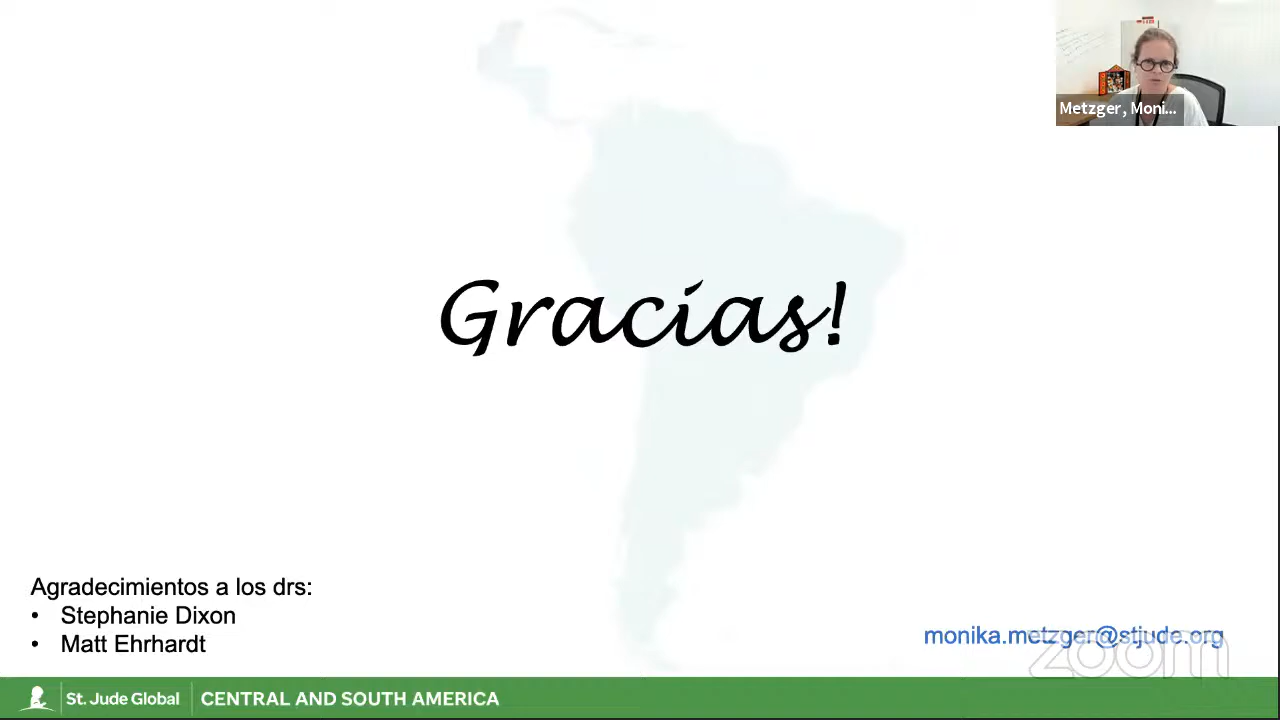 Metzger, Moni...
Gracias!
Agradecimientos a los drs:
• Stephanie Dixon
• Matt Ehrhardt
monika.metzger@stjude.org
zoom
St. Jude Global
CENTRAL AND SOUTH AMERICA